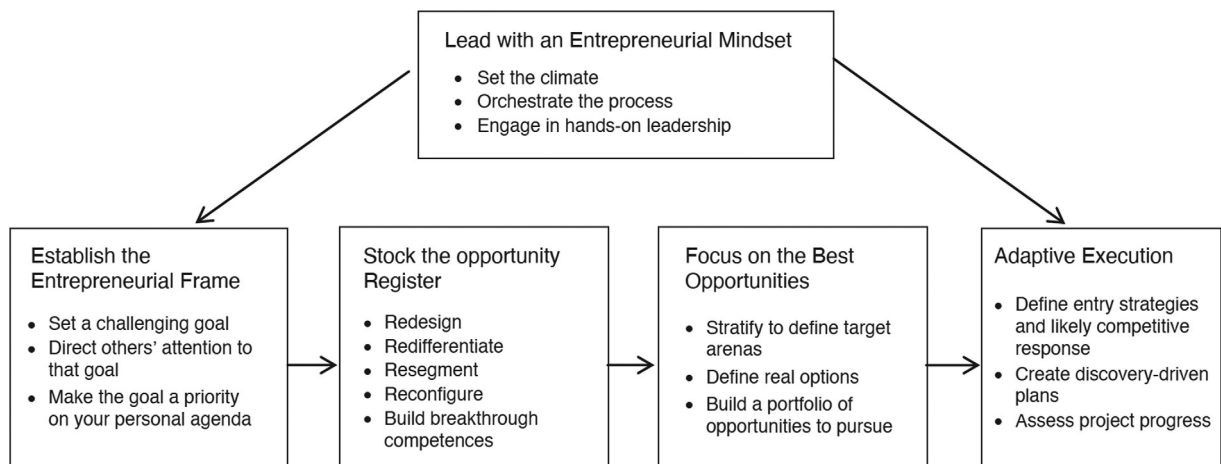 Lead with an Entrepreneurial Mindset
• Set the climate
• Orchestrate the process
• Engage in hands-on leadership
Establish the
Entrepreneurial Frame
• Set a challenging goal
• Direct others’ attention to
that goal
• Make the goal a priority
on your personal agenda
Stock the opportunity
Register
• Redesign
• Redifferentiate
• Resegment
• Reconfigure
• Build breakthrough
competences
Focus on the Best
Opportunities
• Stratify to define target
arenas
• Define real options
• Build a portfolio of
opportunities to pursue
Adaptive Execution
• Define entry strategies
and likely competitive
response
• Create discovery-driven
plans
• Assess project progress